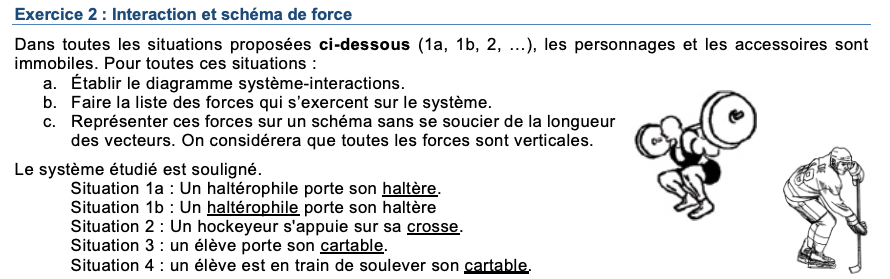 Exercice 2 : Interaction et schéma de force
Dans toutes les situations proposées ci-dessous (1a, 1b, 2, ...), les personnages et les accessoires sont
immobiles. Pour toutes ces situations :
a. Établir le diagramme système-interactions.
b. Faire la liste des forces qui s'exercent sur le système.
c. Représenter ces forces sur un schéma sans se soucier de la longueur
des vecteurs. On considérera que toutes les forces sont verticales.
Le système étudié est souligné.
Situation 1a : Un haltérophile porte son haltère.
Situation 1b : Un haltérophile porte son haltère
Situation 2 : Un hockeyeur s'appuie sur sa crosse.
Situation 3 : un élève porte son cartable.
Situation 4 : un élève est en train de soulever son cartable.